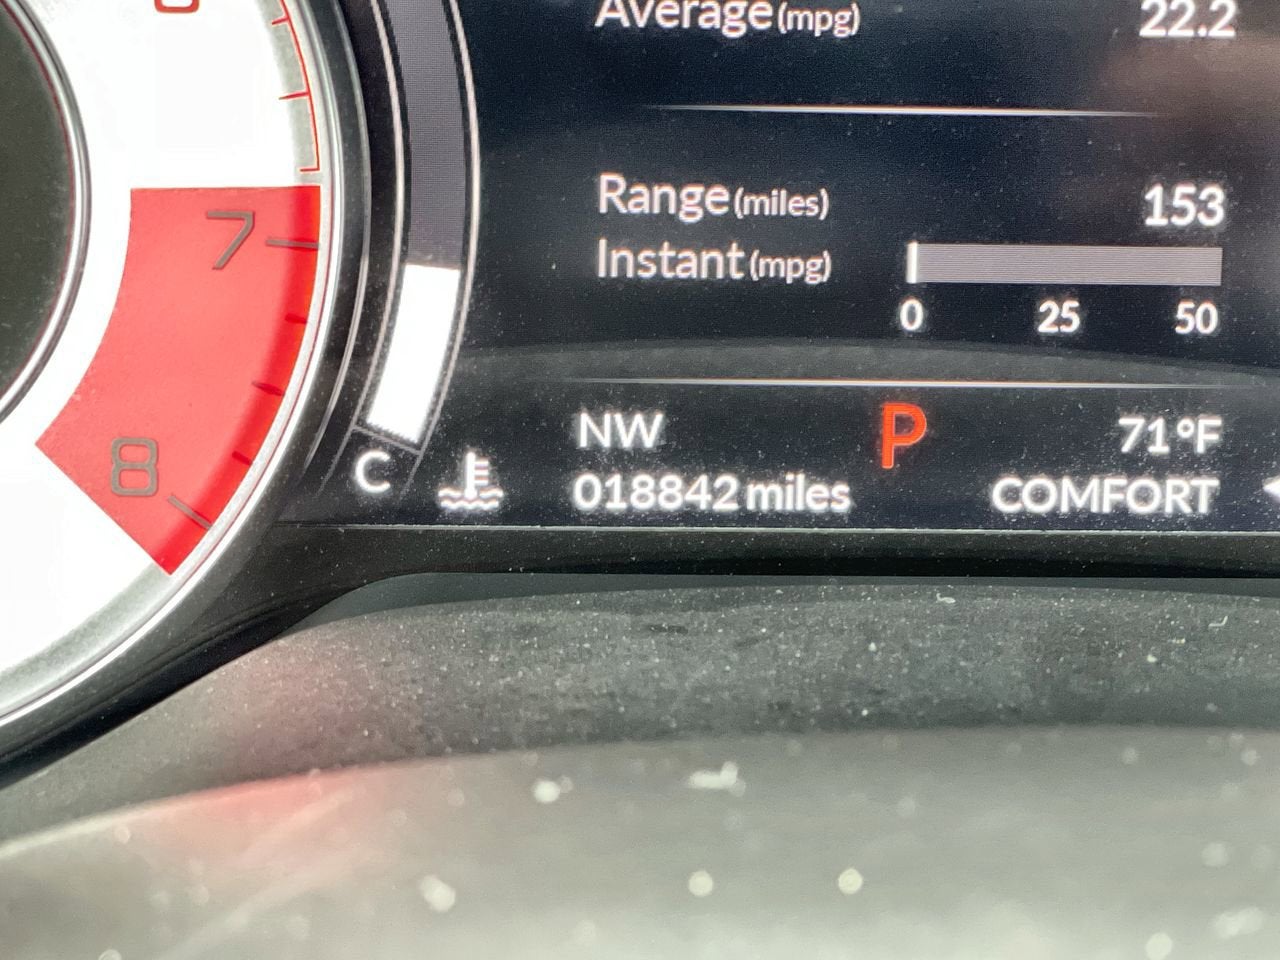 6
Average (mpg) 22.2
Range (miles) 153
7
Instant (mpg)
0 25 50
NW P 71°F
8
C 018842 miles COMFORT